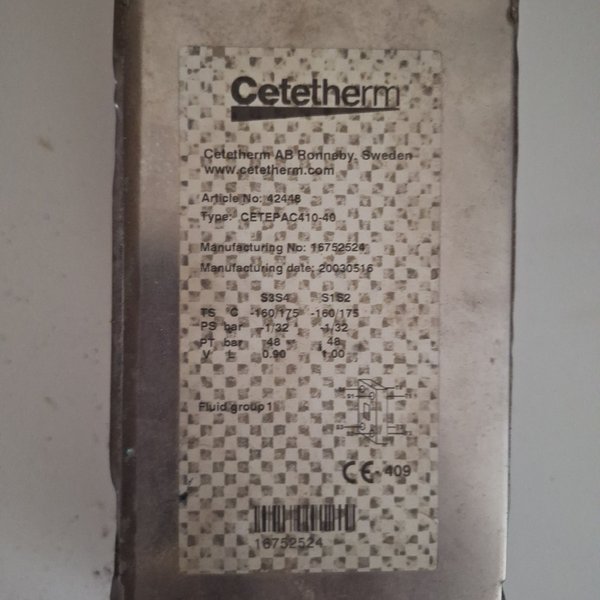 Cetetherm
Cetetherm AB Ronneby, Sweden
www.cetetherm.com
Article No: 42448
Type: CETEPAC410-40
Manufacturing No: 16752524
Manufacturing date: 20030516
S3S4 S1S2
TS °C -160/175 -160/175
PS bar -1/32 -1/32
PT bar 48 48
V L 0.90 1.00
Fluid group 1
CE 409
16752524